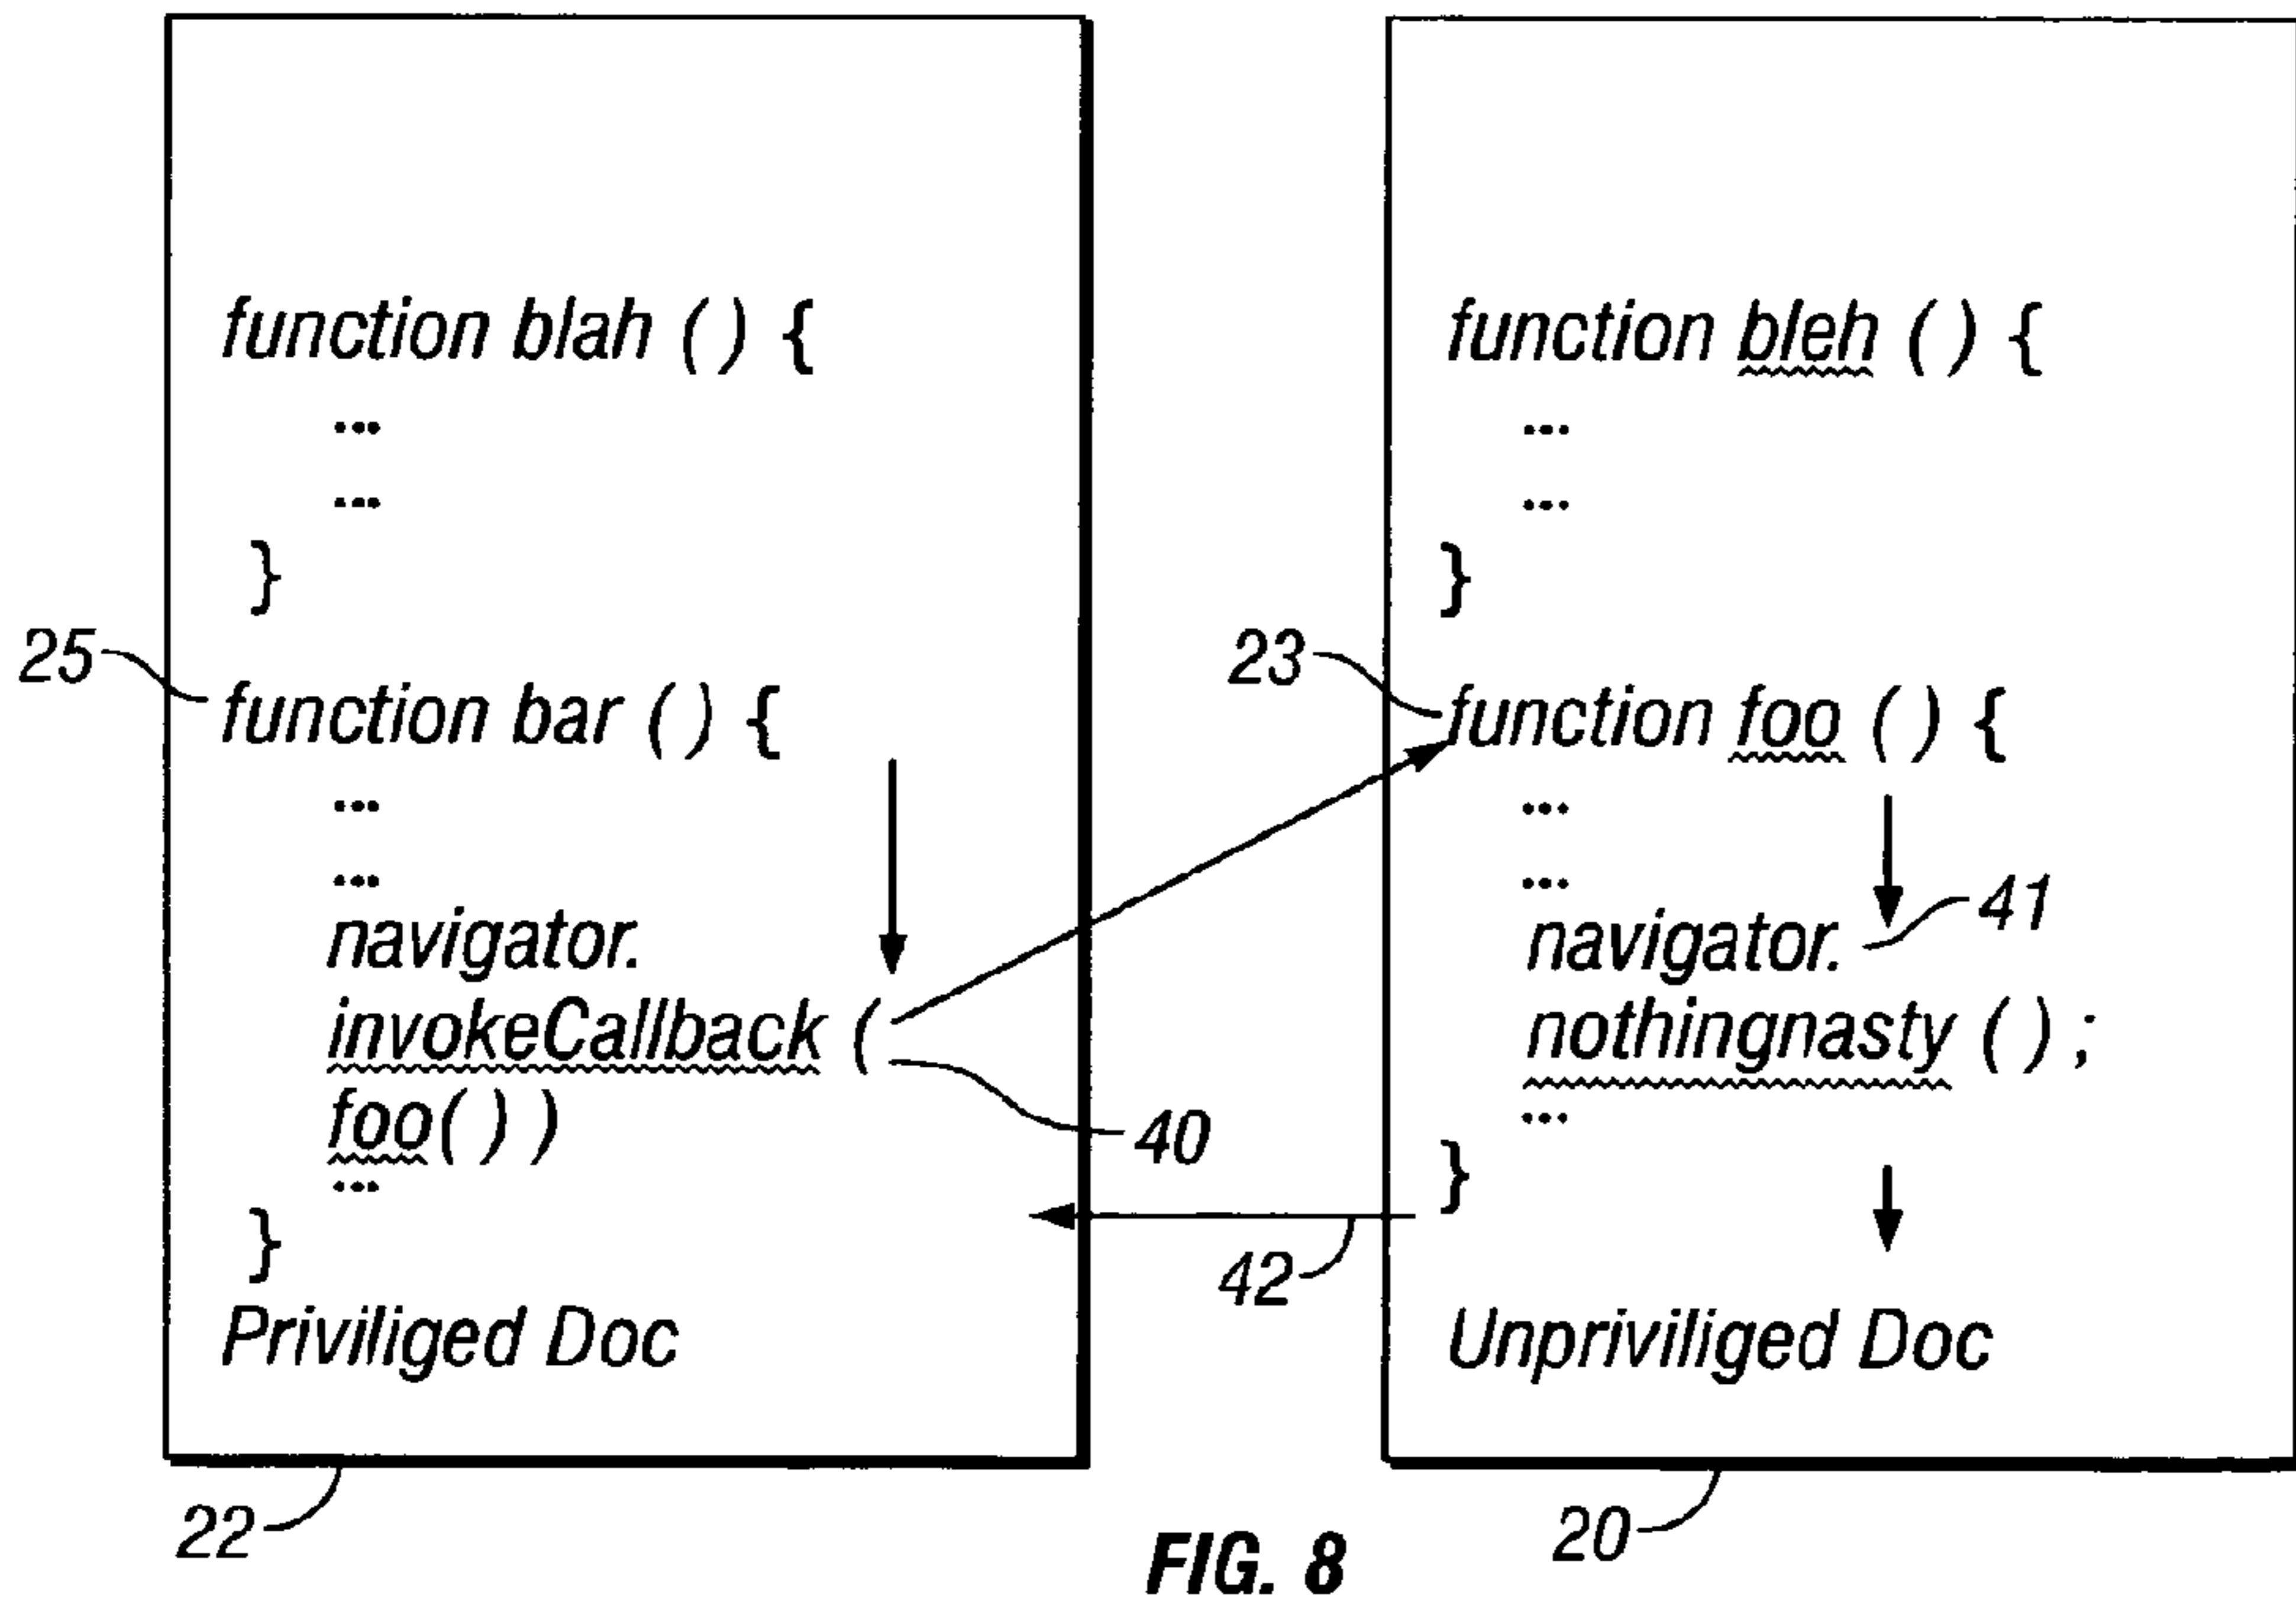 function blah ( ) {
...
...
}
25
function bar ( ) {
...
...
navigator.
invokeCallback (
40
foo( ) )
...
}
Priviliged Doc
22
function bleh ( ) {
...
...
}
23
function foo ( ) {
...
...
41
navigator.
nothingnasty ( ) ;
...
}
42
Unpriviliged Doc
20
FIG. 8